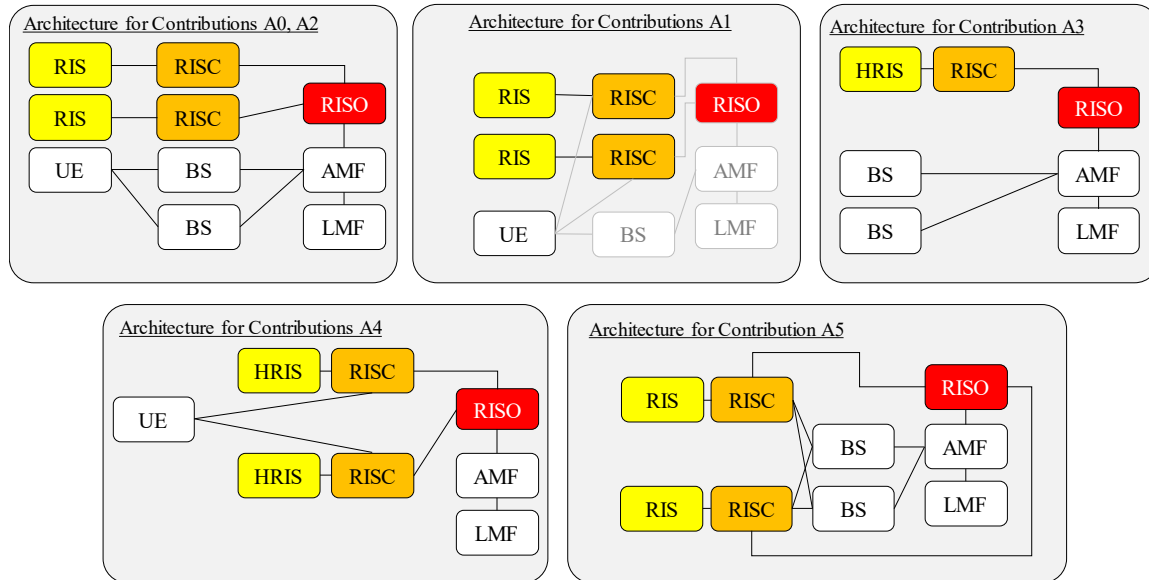 Architecture for Contributions A0, A2
RIS
RISC
RIS
RISC
RISO
UE
BS
AMF
BS
LMF
Architecture for Contributions A1
RIS
RISC
RISO
RIS
RISC
AMF
UE
BS
LMF
Architecture for Contribution A3
HRIS
RISC
RISO
BS
AMF
BS
LMF
Architecture for Contributions A4
HRIS
RISC
RISO
UE
HRIS
RISC
AMF
LMF
Architecture for Contribution A5
RIS
RISC
RISO
BS
AMF
RIS
RISC
BS
LMF